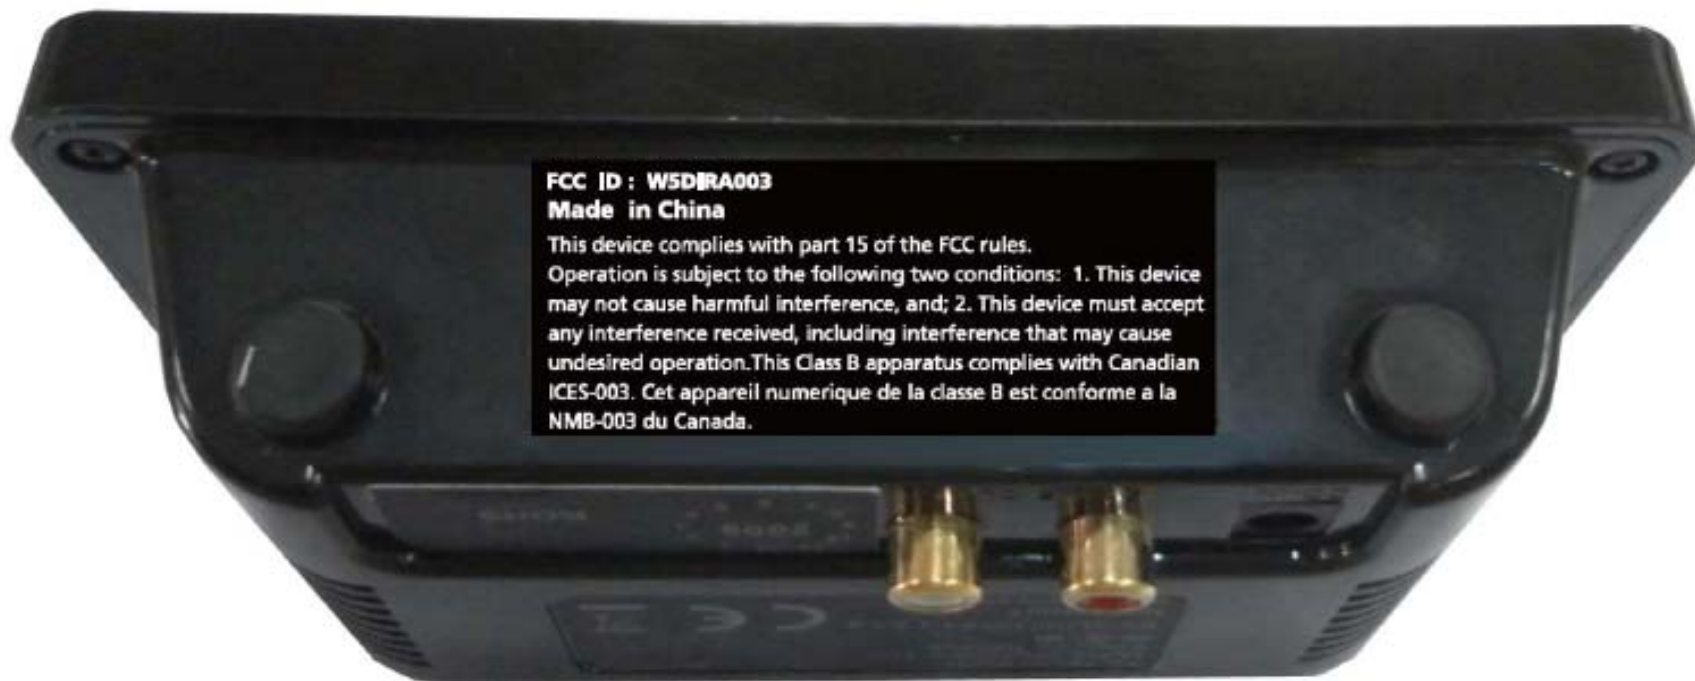 FCC ID : W5DIRA003
Made in China
This device complies with part 15 of the FCC rules.
Operation is subject to the following two conditions: 1. This device
may not cause harmful interference, and; 2. This device must accept
any interference received, including interference that may cause
undesired operation.This Class B apparatus complies with Canadian
ICES-003. Cet appareil numerique de la classe B est conforme a la
NMB-003 du Canada.
RoHS
2008
CE